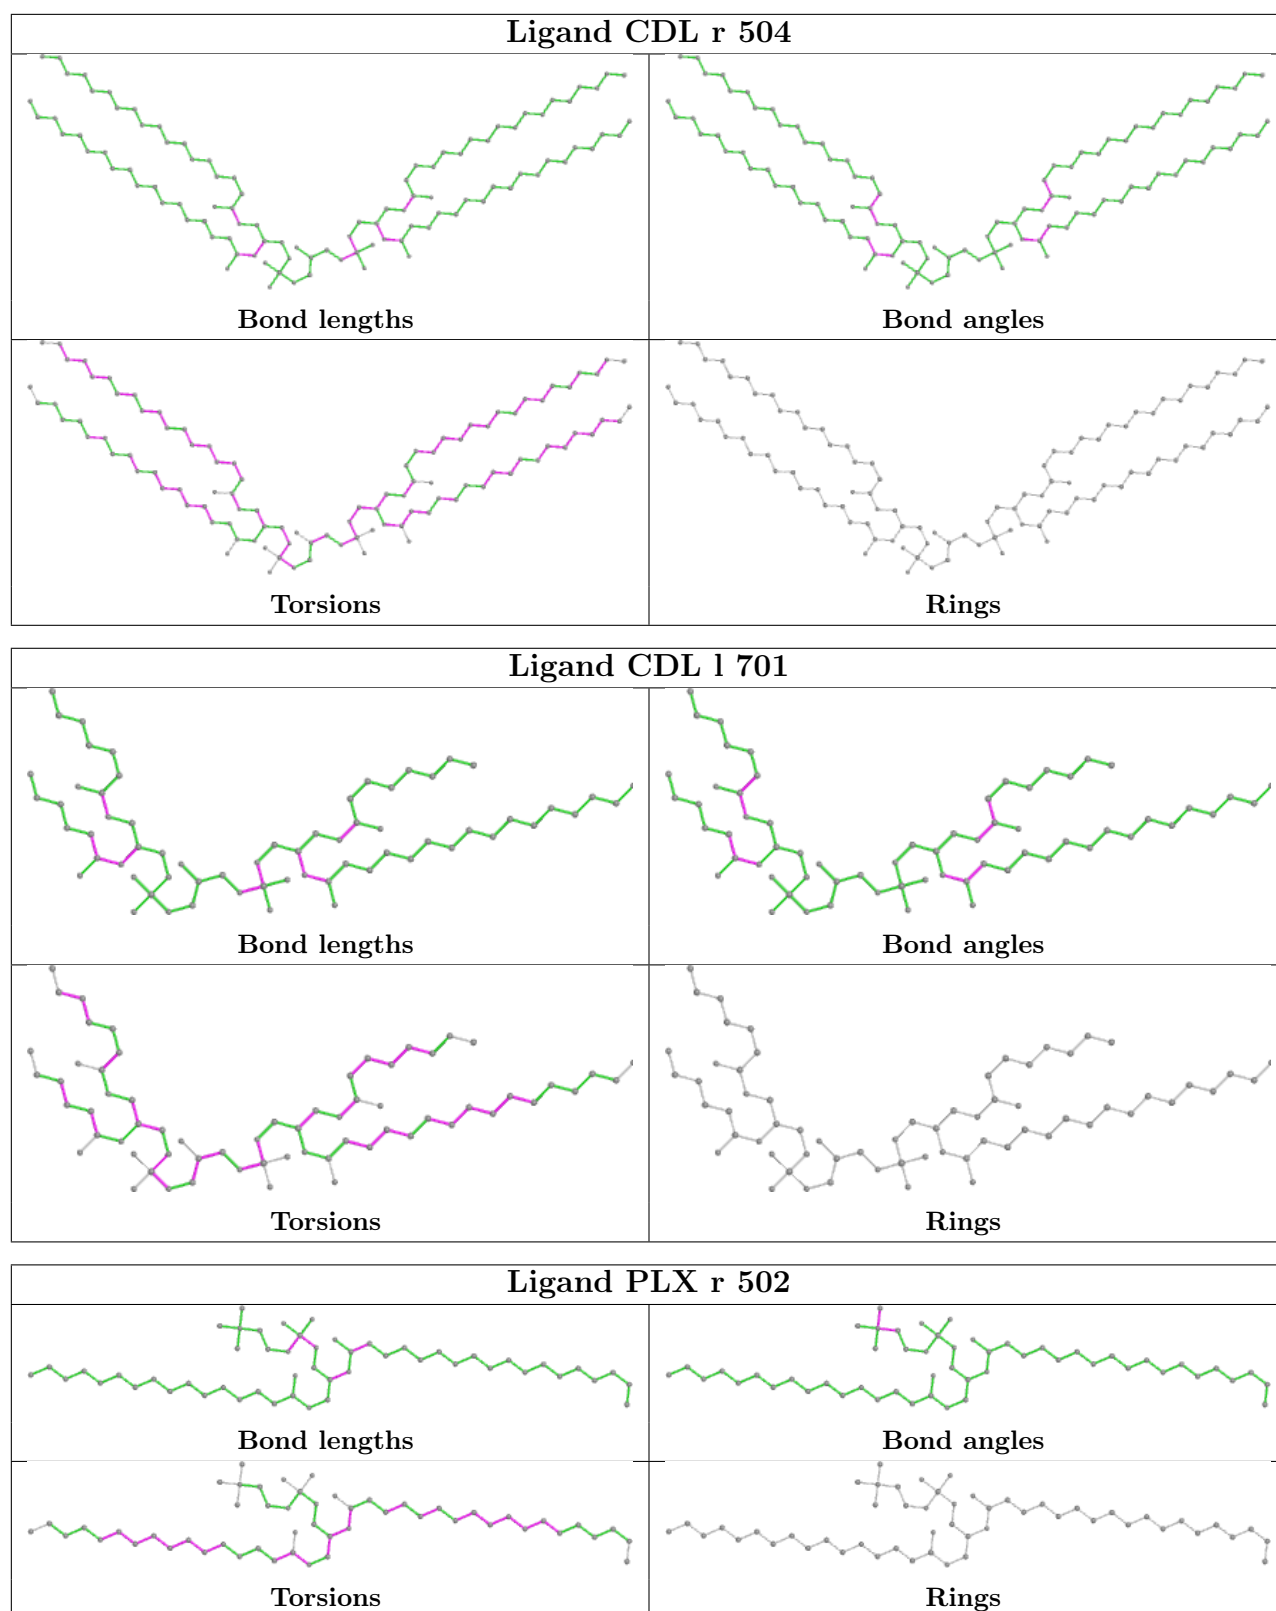 Ligand CDL r 504
Bond lengths
Bond angles
Torsions
Rings
Ligand CDL l 701
Bond lengths
Bond angles
Torsions
Rings
Ligand PLX r 502
Bond lengths
Bond angles
Torsions
Rings